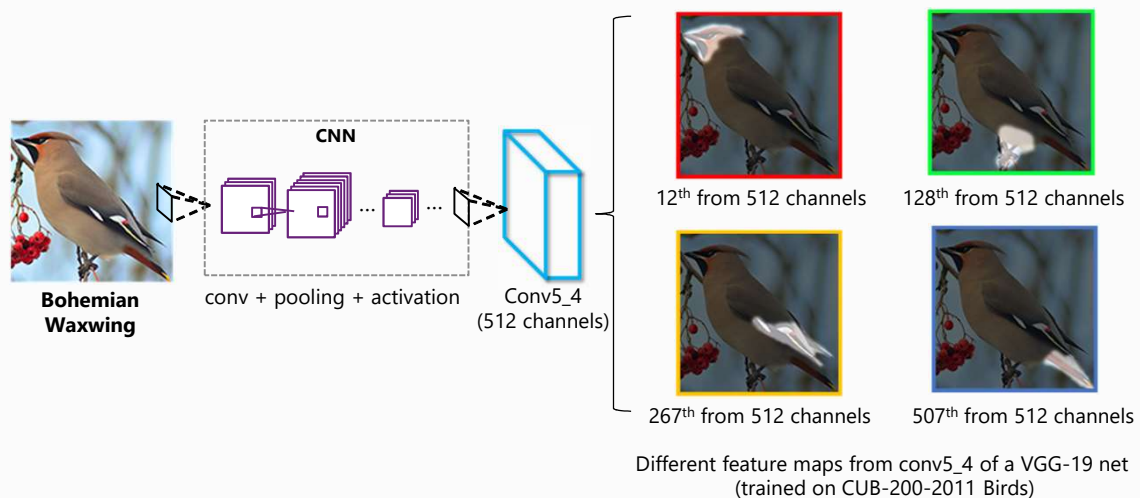 CNN
Bohemian
Waxwing
conv + pooling + activation
Conv5_4
(512 channels)
12th from 512 channels
128th from 512 channels
267th from 512 channels
507th from 512 channels
Different feature maps from conv5_4 of a VGG-19 net
(trained on CUB-200-2011 Birds)